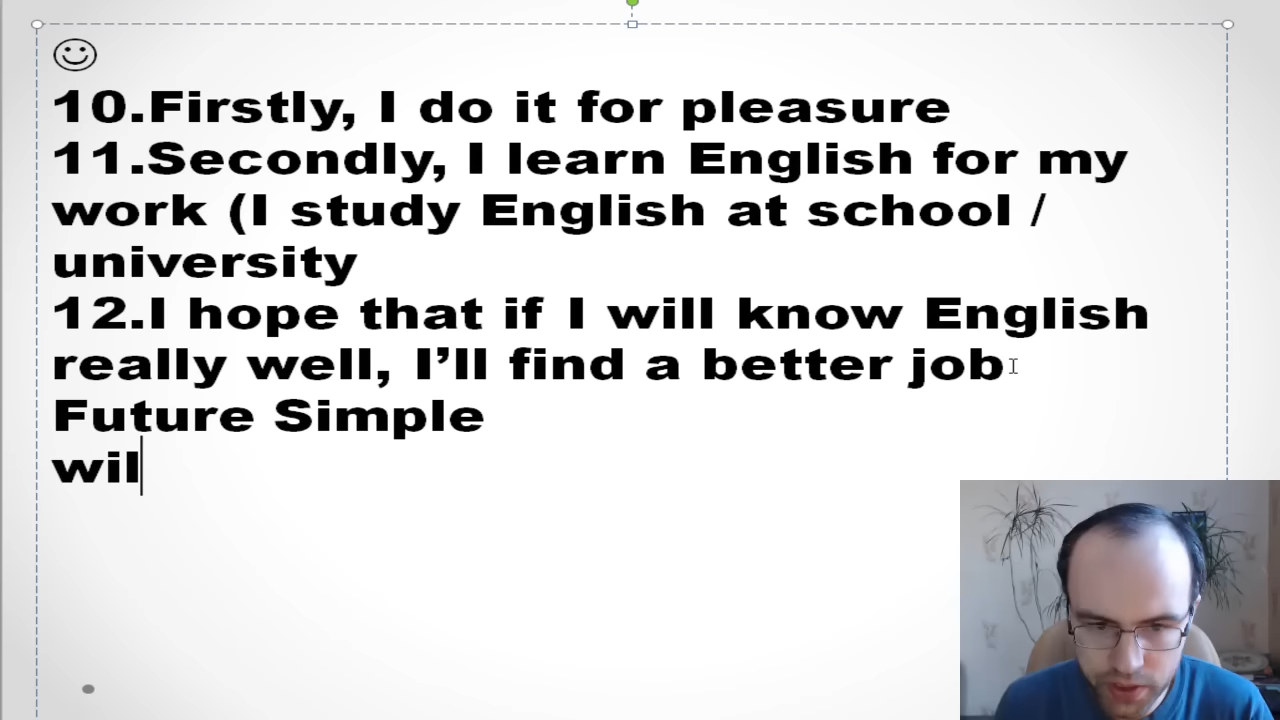 ☺
10.Firstly, I do it for pleasure
11.Secondly, I learn English for my
work (I study English at school /
university
12.I hope that if I will know English
really well, I’ll find a better job
Future Simple
wil